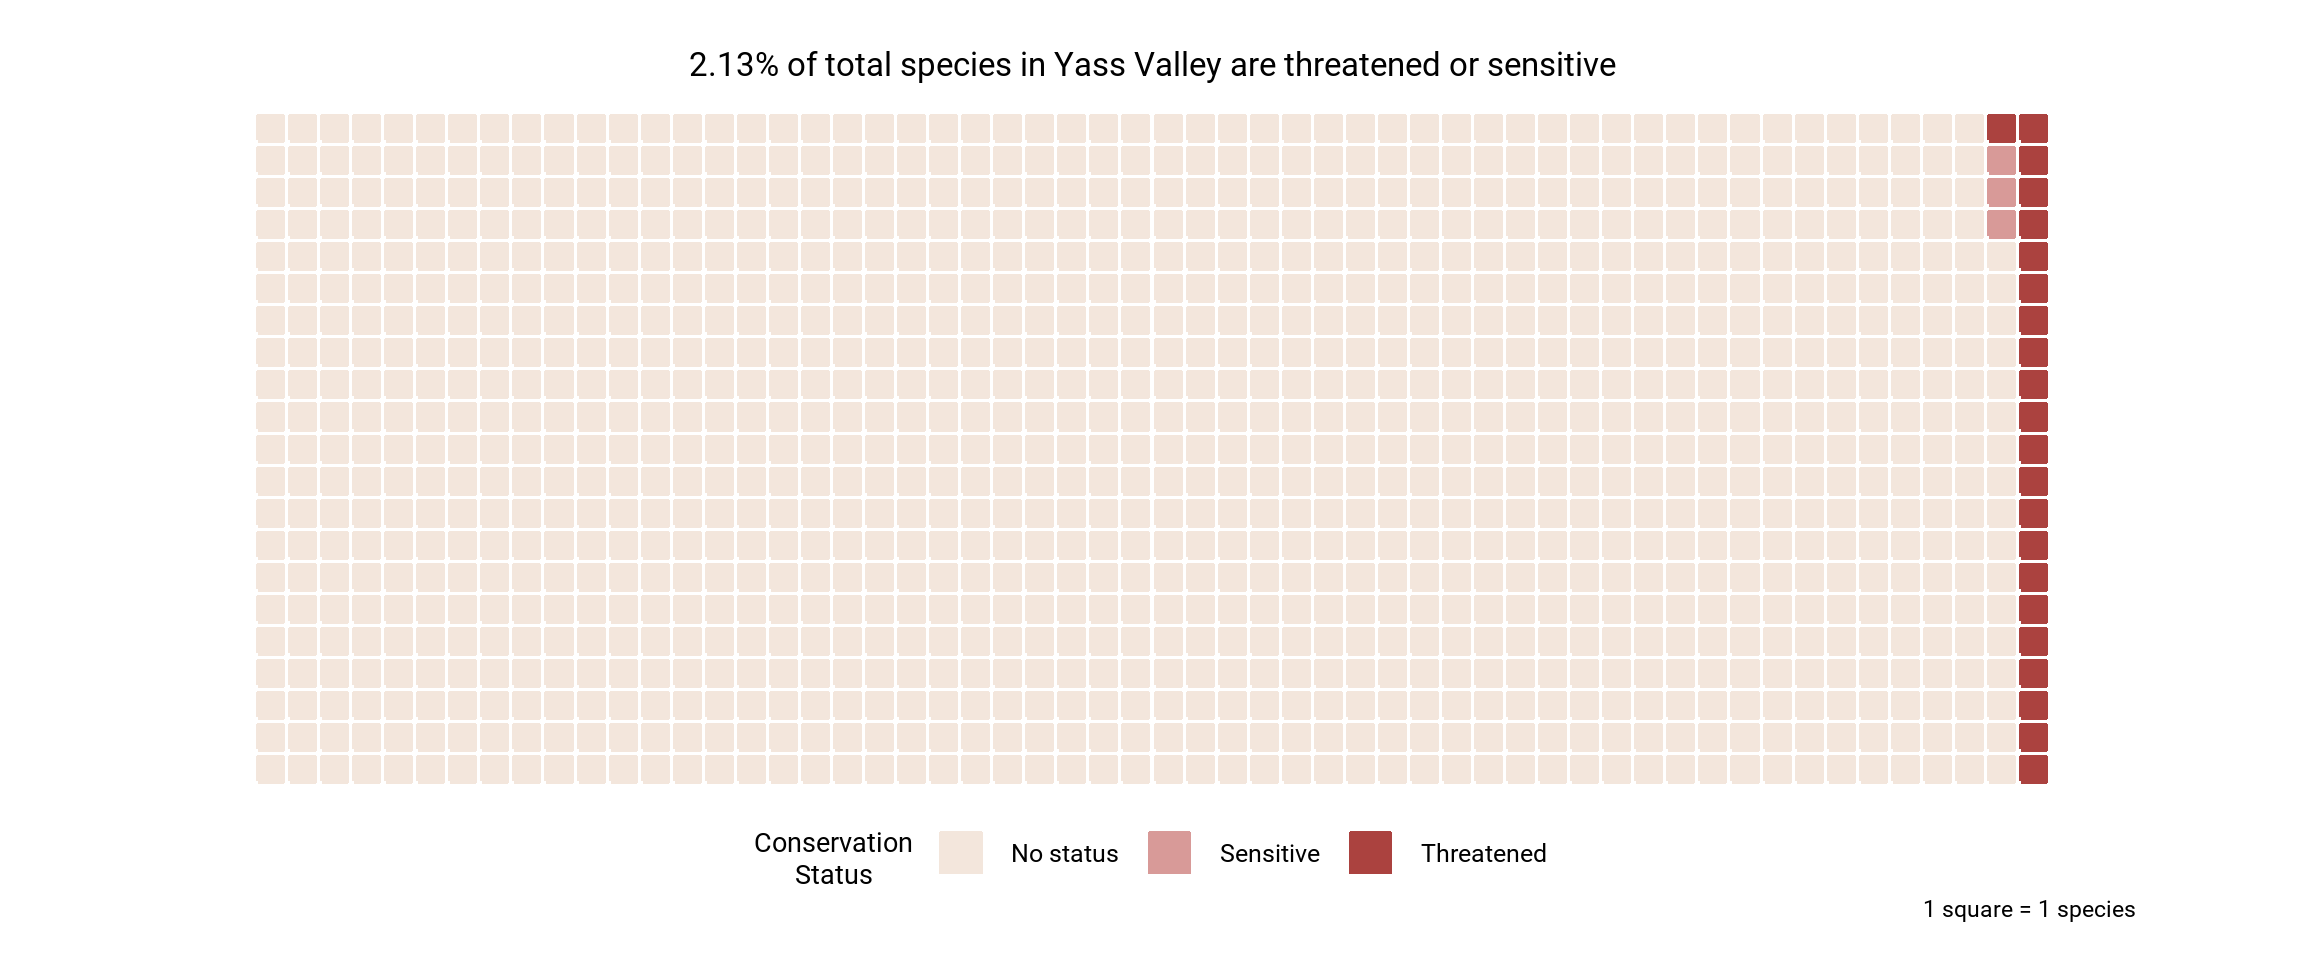 2.13% of total species in Yass Valley are threatened or sensitive
Conservation
Status
No status
Sensitive
Threatened
1 square = 1 species